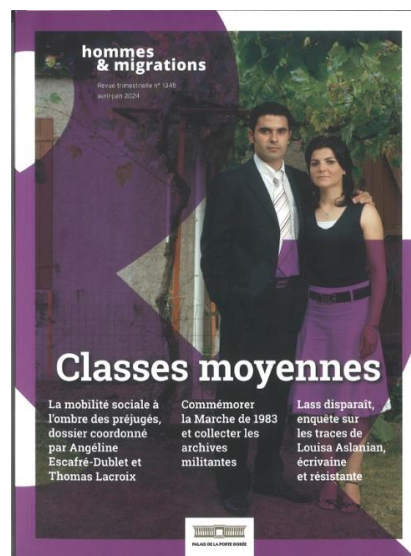 hommes
& migrations
Revue trimestrielle n° 1345
avril-juin 2024
Classes moyennes
La mobilité sociale à
l'ombre des préjugés,
dossier coordonné
par Angéline
Escafré-Dublet et
Thomas Lacroix
Commémorer
la Marche de 1983
et collecter les
archives
militantes
Lass disparaît,
enquête sur
les traces de
Louisa Aslanian,
écrivaine
et résistante
PALAIS DE LA PORTE DORÉE